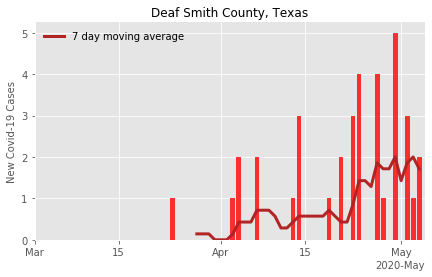 Deaf Smith County, Texas
7 day moving average
New Covid-19 Cases
5
4
3
2
1
0
Mar
15
Apr
15
May
2020-May